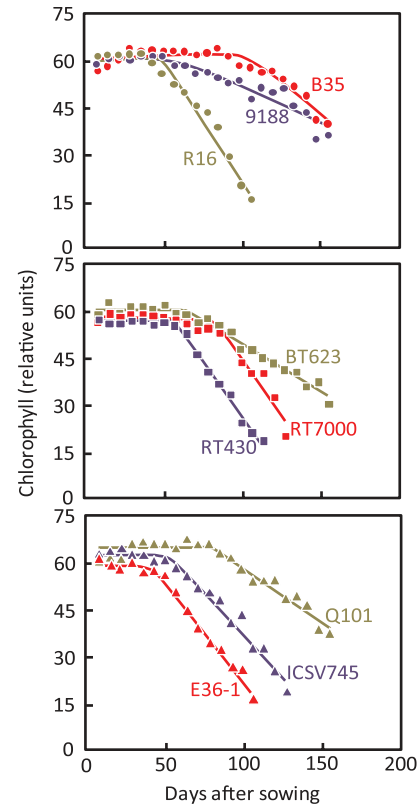 75
60
45
30
15
0
B35
9188
R16
75
60
45
30
15
0
BT623
RT7000
RT430
75
60
45
30
15
0
Q101
ICSV745
E36-1
0 50 100 150 200
Days after sowing
Chlorophyll (relative units)